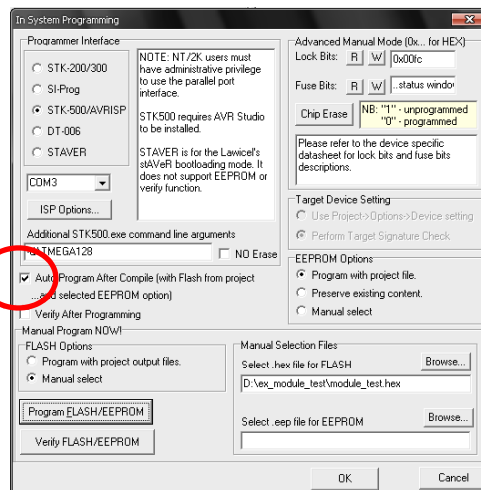 In System Programming
Programmer Interface
STK-200/300
SI-Prog
STK-500/AVRISP
DT-006
STAVER
COM3
ISP Options...
NOTE: NT/2K users must
have administrative privilege
to use the parallel port
interface.
STK500 requires AVR Studio
to be installed.
STAVER is for the Lawicel's
stAVeR bootloading mode. It
does not support EEPROM or
verify function.
Additional STK500.exe command line arguments
ATMEGA128
NO Erase
Auto Program After Compile (with Flash from project
...and selected EEPROM option)
Verify After Programming
Advanced Manual Mode (0x... for HEX)
Lock Bits: R W 0x00fc
Fuse Bits: R W ..status window
Chip Erase
NB: "1" - unprogrammed
"0" - programmed
Please refer to the device specific
datasheet for lock bits and fuse bits
descriptions.
Target Device Setting
Use Project->Options->Device setting
Perform Target Signature Check
EEPROM Options
Program with project file.
Preserve existing content.
Manual select
Manual Program NOW!
FLASH Options
Program with project output files.
Manual select
Program FLASH/EEPROM
Verify FLASH/EEPROM
Manual Selection Files
Select .hex file for FLASH
Browse...
D:\ex_module_test\module_test.hex
Select .eep file for EEPROM
Browse...
OK
Cancel